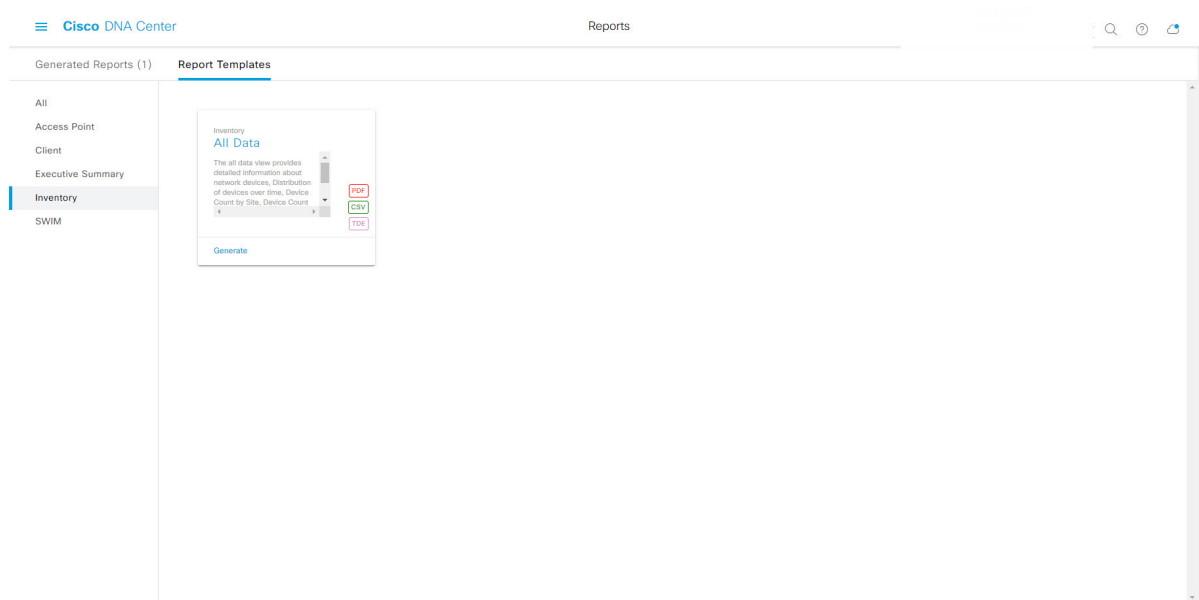 Cisco DNA Center
Reports
Generated Reports (1)
Report Templates
All
Access Point
Client
Executive Summary
Inventory
SWIM
Inventory
All Data
The all data view provides
detailed information about
network devices, Distribution
of devices over time, Device
Count by Site, Device Count
PDF
CSV
TDE
Generate